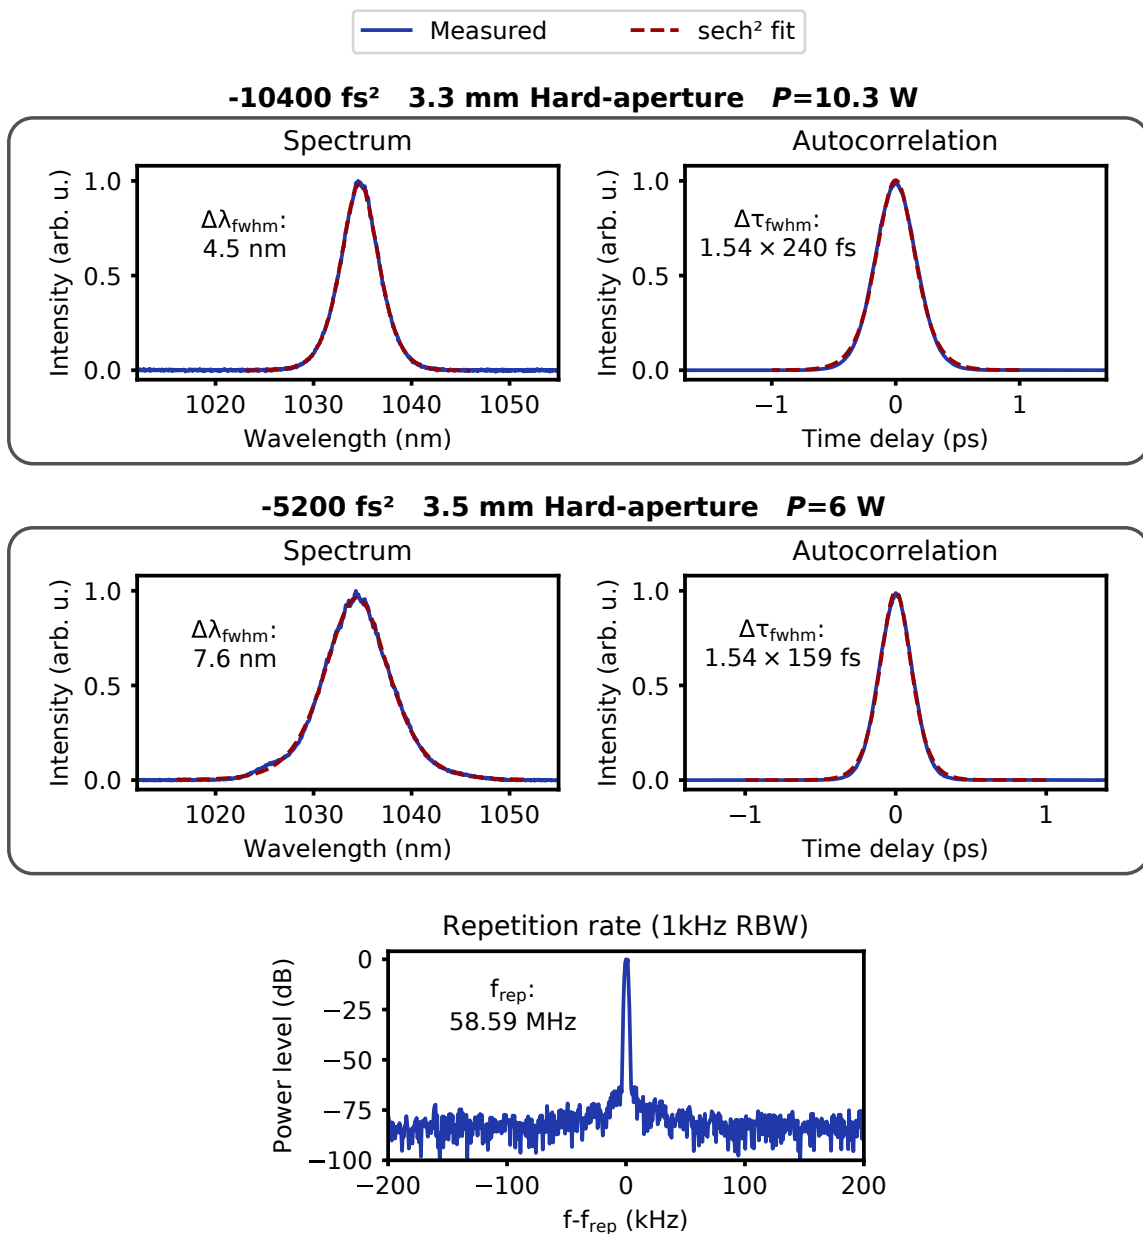 Measured sech² fit
-10400 fs² 3.3 mm Hard-aperture P=10.3 W
Spectrum
Intensity (arb. u.)
1.0
0.5
0.0
Δλfwhm:
4.5 nm
1020 1030 1040 1050
Wavelength (nm)
Autocorrelation
Intensity (arb. u.)
1.0
0.5
0.0
Δτfwhm:
1.54 × 240 fs
−1 0 1
Time delay (ps)
-5200 fs² 3.5 mm Hard-aperture P=6 W
Spectrum
Intensity (arb. u.)
1.0
0.5
0.0
Δλfwhm:
7.6 nm
1020 1030 1040 1050
Wavelength (nm)
Autocorrelation
Intensity (arb. u.)
1.0
0.5
0.0
Δτfwhm:
1.54 × 159 fs
−1 0 1
Time delay (ps)
Repetition rate (1kHz RBW)
Power level (dB)
0
−25
−50
−75
−100
frep:
58.59 MHz
−200 −100 0 100 200
f-frep (kHz)